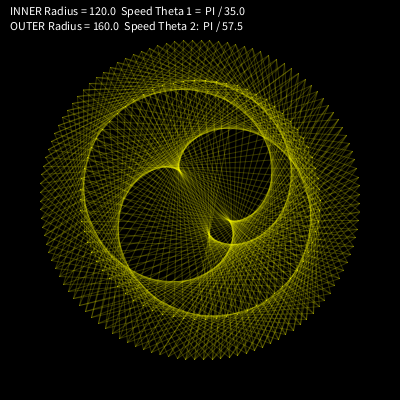 INNER Radius = 120.0  Speed Theta 1 =  PI / 35.0
OUTER Radius = 160.0  Speed Theta 2:  PI / 57.5